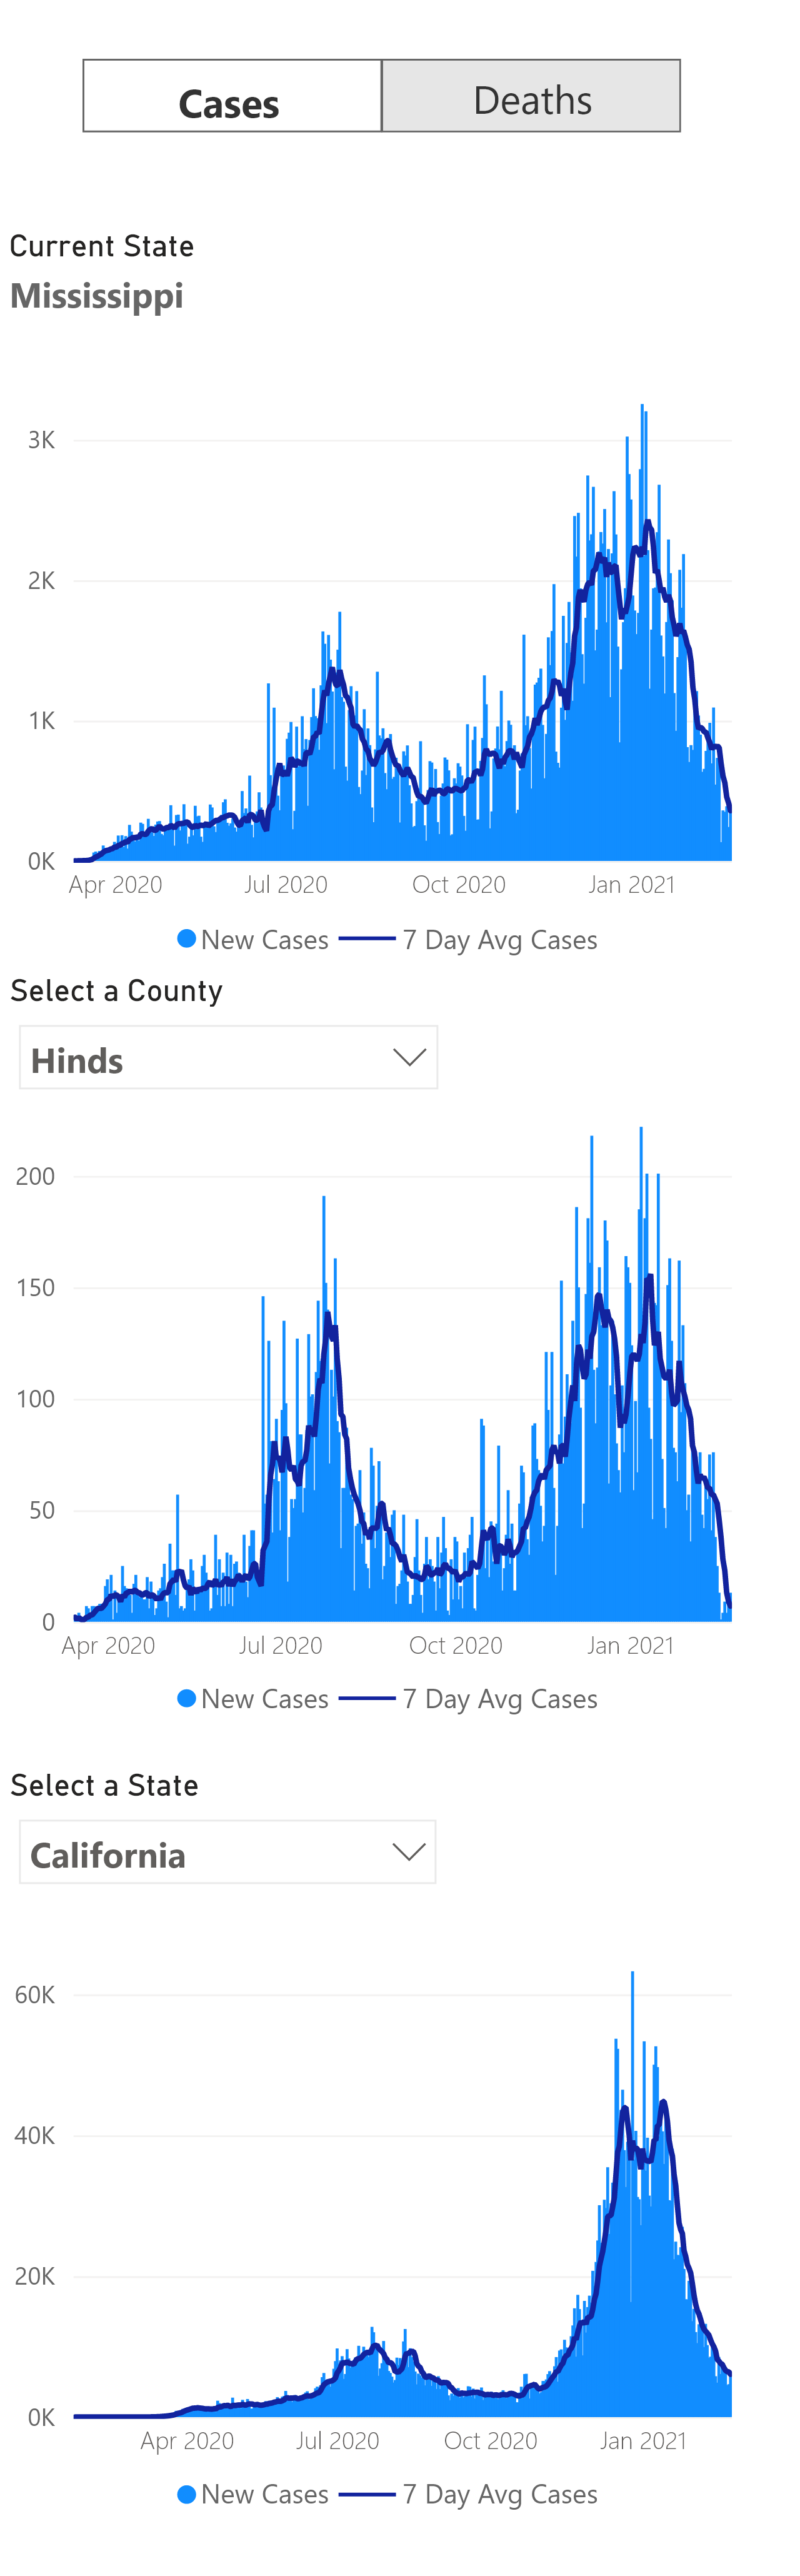 Cases Deaths
Current State
Mississippi
3K
2K
1K
0K
Apr 2020 Jul 2020 Oct 2020 Jan 2021
New Cases 7 Day Avg Cases
Select a County
Hinds
200
150
100
50
0
Apr 2020 Jul 2020 Oct 2020 Jan 2021
New Cases 7 Day Avg Cases
Select a State
California
60K
40K
20K
0K
Apr 2020 Jul 2020 Oct 2020 Jan 2021
New Cases 7 Day Avg Cases